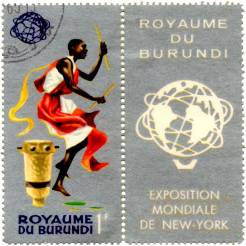 ROYAUME
DU BURUNDI
1F
ROYAUME
DU
BURUNDI
EXPOSITION
MONDIALE
DE NEW-YORK